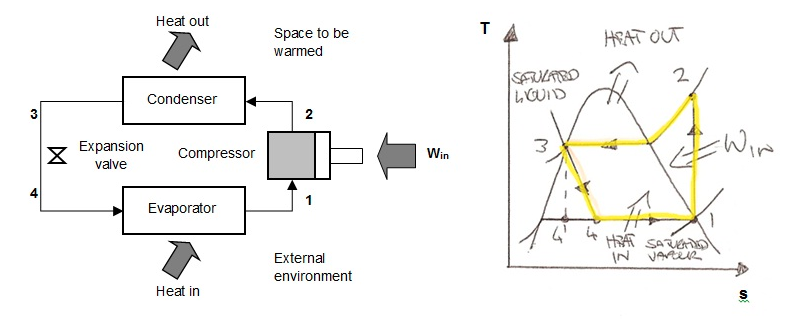 Heat out
Space to be
warmed
Condenser
3
2
Expansion
valve
Compressor
Win
4
1
Evaporator
External
environment
Heat in
T
HEAT OUT
SATURATED
LIQUID
2
3
WIN
4'
4
1
HEAT
IN
SATURATED
VAPOUR
s